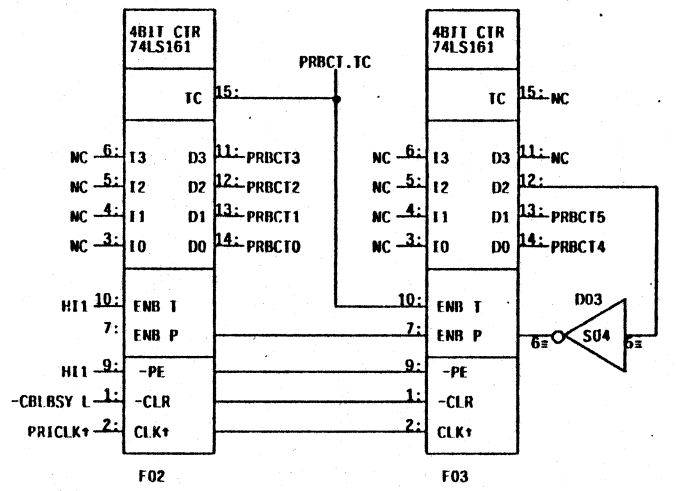 4BIT CTR
74LS161
TC 15:
6: I3 D3 11: PRBCT3
NC
5: I2 D2 12: PRBCT2
NC
4: I1 D1 13: PRBCT1
NC
3: I0 D0 14: PRBCT0
NC
HI1 10: ENB T
7: ENB P
HI1 9: -PE
-CBLBSY L 1: -CLR
PRICLK↑ 2: CLK↑
F02
PRBCT.TC
4BIT CTR
74LS161
TC 15: NC
NC 6: I3 D3 11: NC
NC 5: I2 D2 12:
NC 4: I1 D1 13: PRBCT5
NC 3: I0 D0 14: PRBCT4
10: ENB T
7: ENB P
9: -PE
1: -CLR
2: CLK↑
F03
D03
6= S04 6=